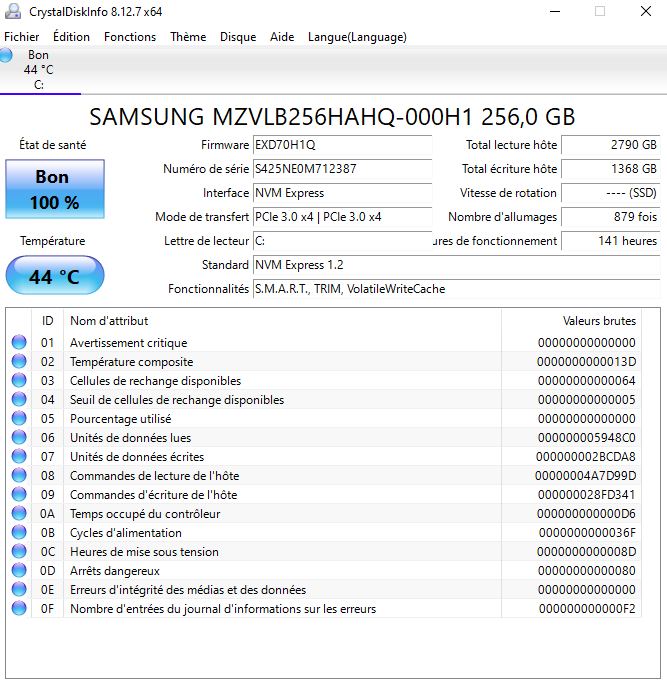 CrystalDiskInfo 8.12.7 x64
Fichier Édition Fonctions Thème Disque Aide Langue(Language)
Bon
44 °C
C:
SAMSUNG MZVLB256HAHQ-000H1 256,0 GB
État de santé
Bon
100 %
Température
44 °C
Firmware EXD70H1Q
Numéro de série S425NE0M712387
Interface NVM Express
Mode de transfert PCIe 3.0 x4 | PCIe 3.0 x4
Lettre de lecteur C:
Standard NVM Express 1.2
Fonctionnalités S.M.A.R.T., TRIM, VolatileWriteCache
Total lecture hôte 2790 GB
Total écriture hôte 1368 GB
Vitesse de rotation ---- (SSD)
Nombre d'allumages 879 fois
ures de fonctionnement 141 heures
ID Nom d'attribut Valeurs brutes
01 Avertissement critique 00000000000000
02 Température composite 0000000000013D
03 Cellules de rechange disponibles 00000000000064
04 Seuil de cellules de rechange disponibles 00000000000005
05 Pourcentage utilisé 00000000000000
06 Unités de données lues 000000005948C0
07 Unités de données écrites 000000002BCDA8
08 Commandes de lecture de l'hôte 00000004A7D99D
09 Commandes d'écriture de l'hôte 000000028FD341
0A Temps occupé du contrôleur 000000000000D6
0B Cycles d'alimentation 0000000000036F
0C Heures de mise sous tension 0000000000008D
0D Arrêts dangereux 00000000000080
0E Erreurs d'intégrité des médias et des données 00000000000000
0F Nombre d'entrées du journal d'informations sur les erreurs 000000000000F2